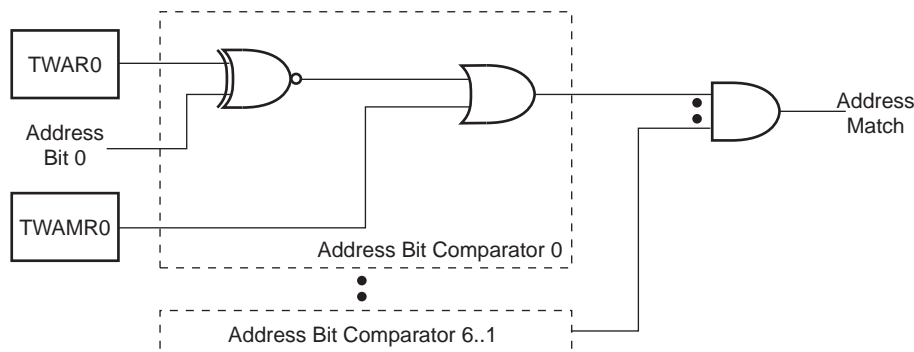 TWAR0
Address
Bit 0
TWAMR0
Address Bit Comparator 0
Address Bit Comparator 6..1
Address
Match